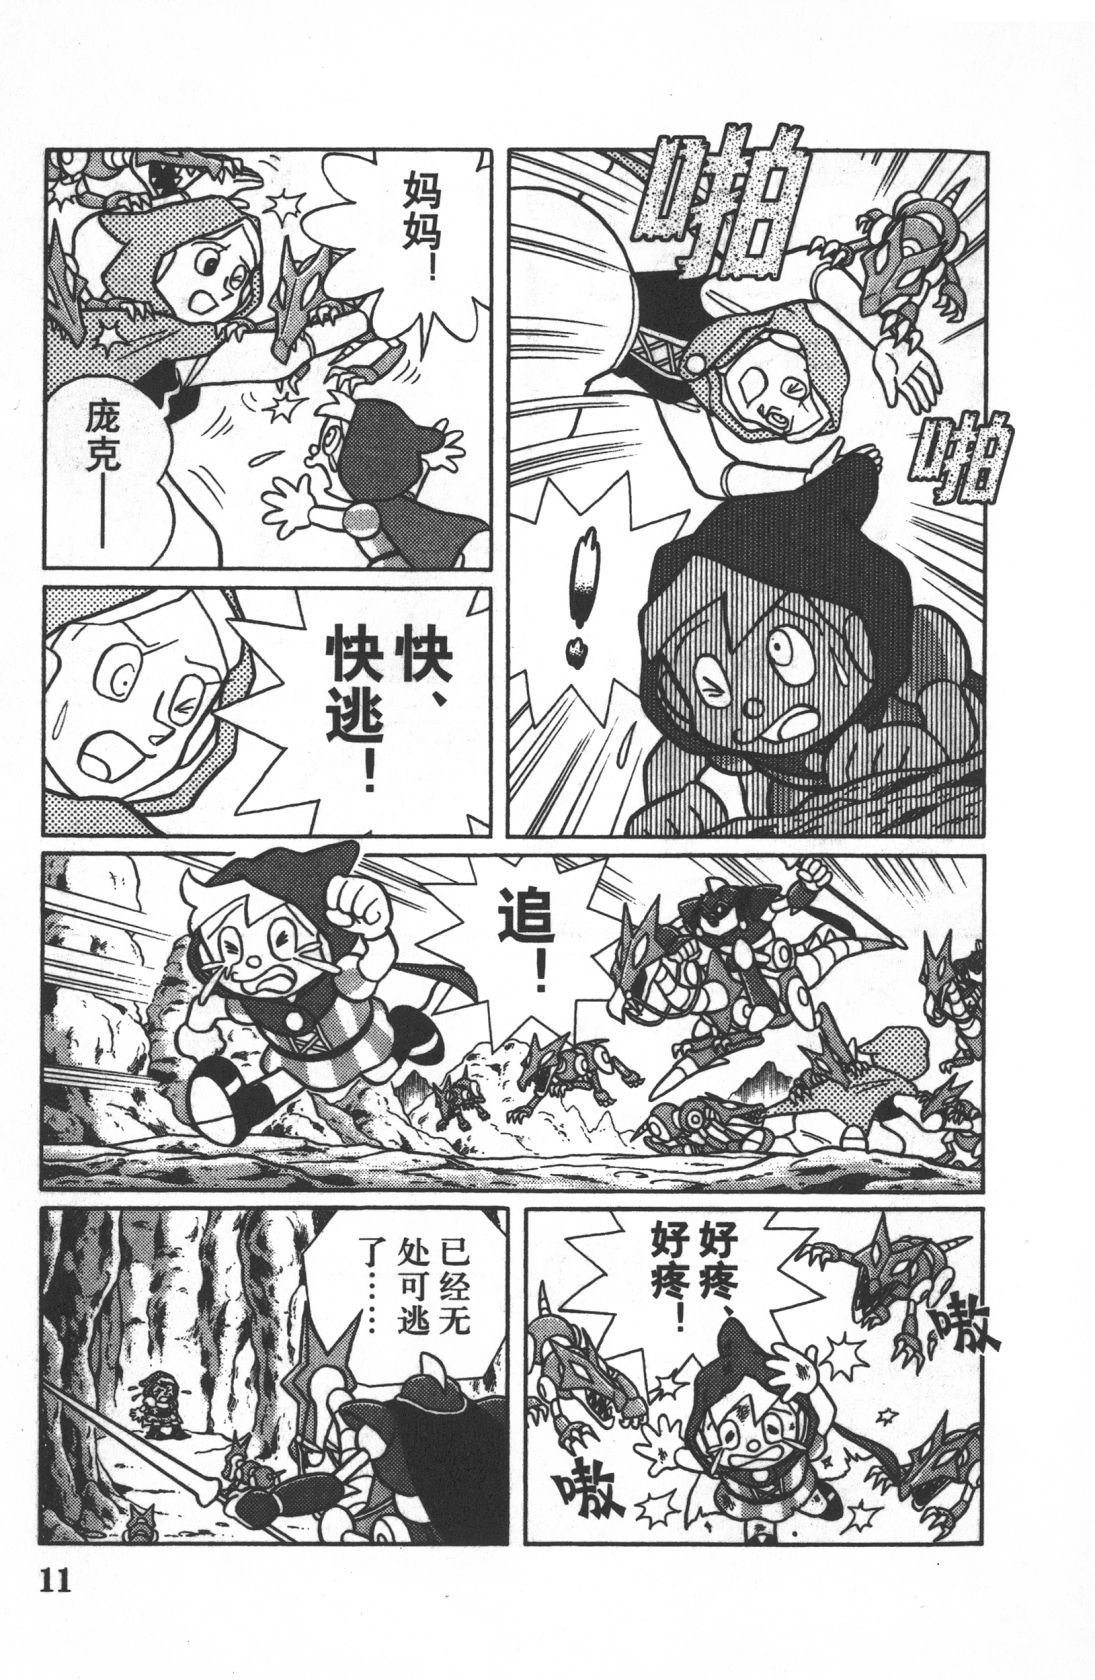 啪
啪
妈
妈！
庞
克
——
快、
快逃！
追！
好疼、
好疼！
嗷
嗷
已经无
处可逃
了……
11